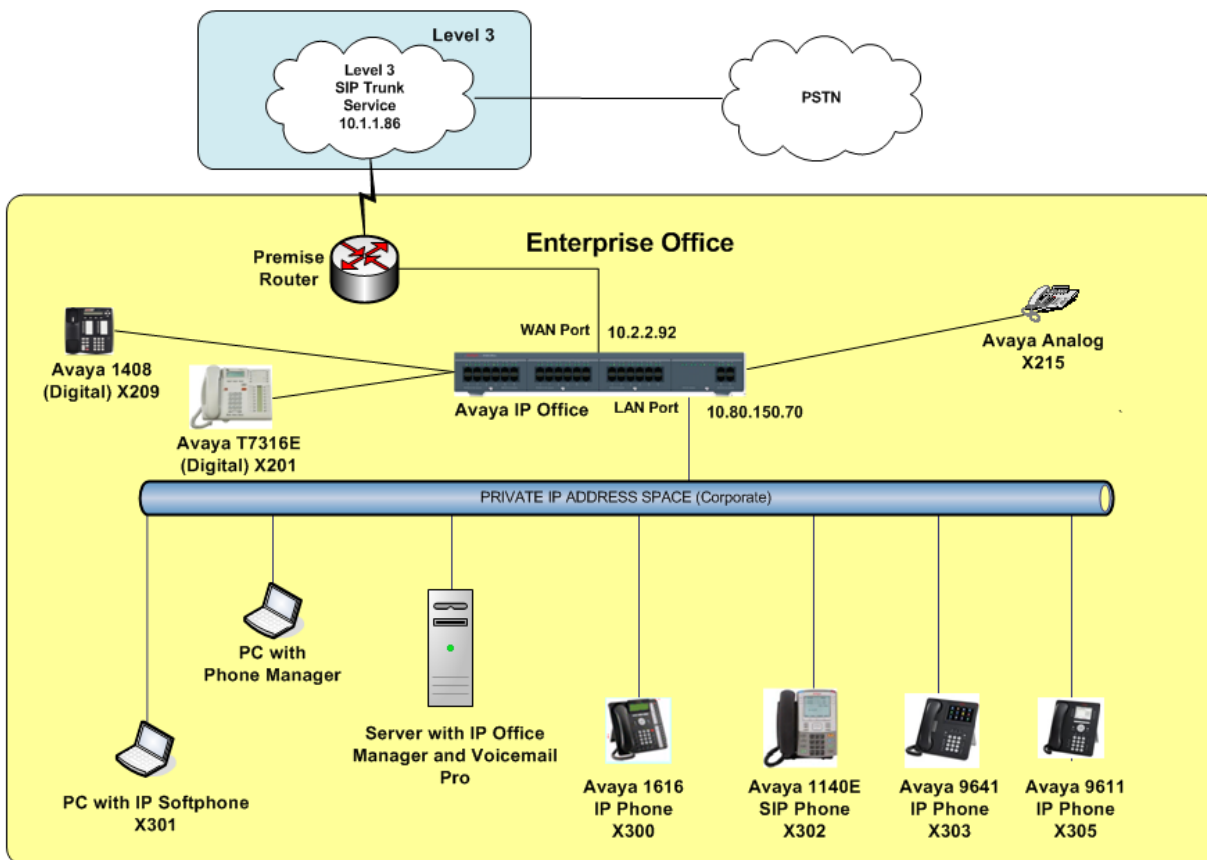 Level 3
Level 3
SIP Trunk
Service
10.1.1.86
PSTN
Enterprise Office
Premise
Router
WAN Port
10.2.2.92
Avaya 1408
(Digital) X209
Avaya Analog
X215
Avaya T7316E
(Digital) X201
Avaya IP Office
LAN Port
10.80.150.70
PRIVATE IP ADDRESS SPACE (Corporate)
PC with
Phone Manager
PC with IP Softphone
X301
Server with IP Office
Manager and Voicemail
Pro
Avaya 1616
IP Phone
X300
Avaya 1140E
SIP Phone
X302
Avaya 9641
IP Phone
X303
Avaya 9611
IP Phone
X305